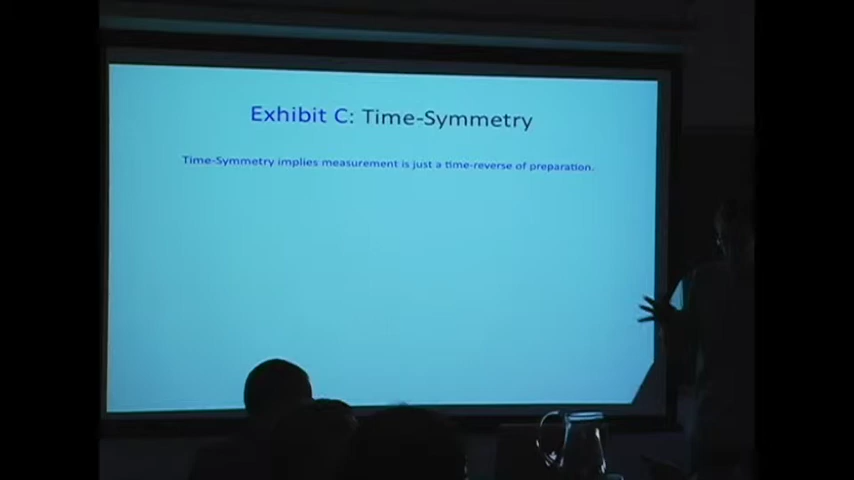 Exhibit C: Time-Symmetry
Time-Symmetry implies measurement is just a time-reverse of preparation.